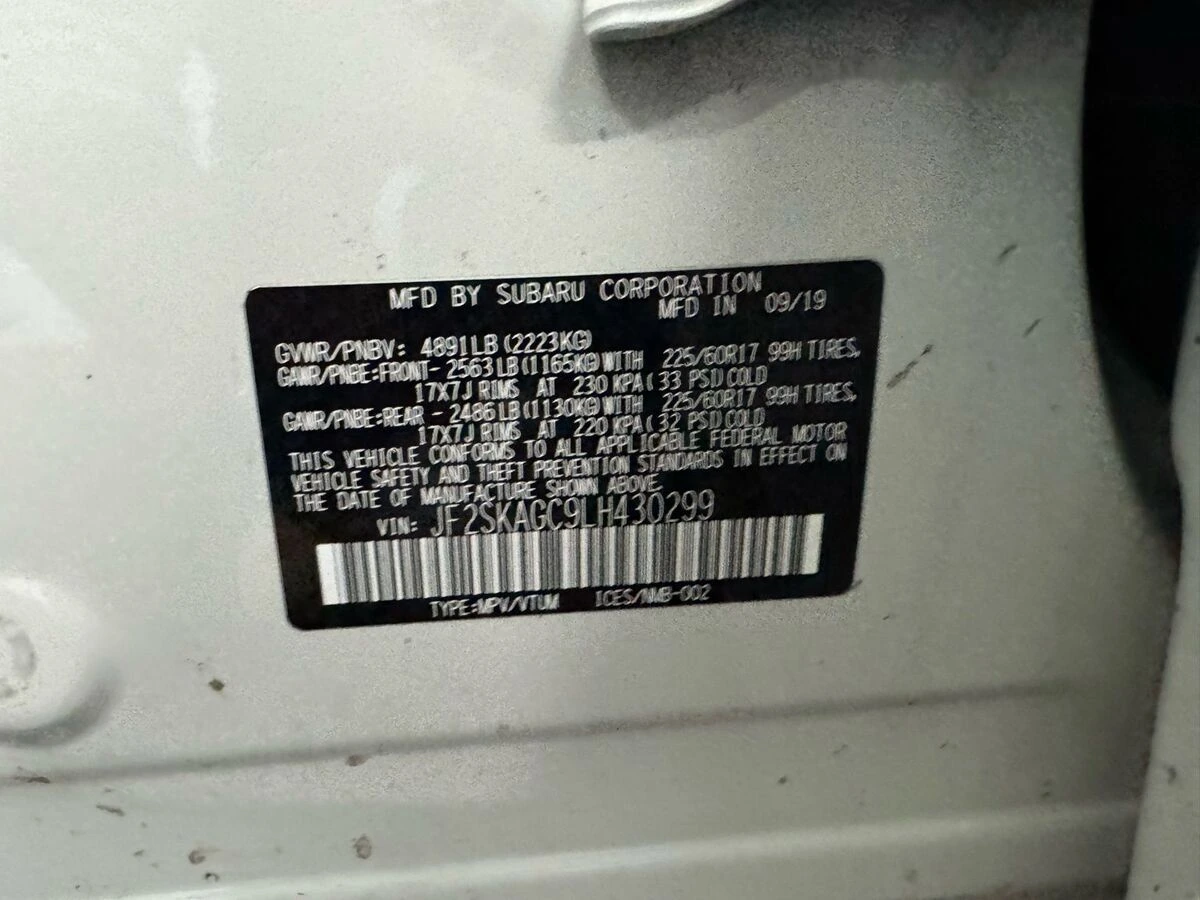 MFD BY SUBARU CORPORATION
MFD IN 09/19
GVWR/PNBV: 4891LB(2223KG)
GAWR/PNBE:FRONT- 2563LB(1165KG)WITH 225/60R17 99H TIRES,
17X7J RIMS AT 230 KPA( 33 PSI)COLD
GAWR/PNBE-REAR - 2486LB(1130KG)WITH 225/60R17 99H TIRES,
17X7J RIMS AT 220 KPA( 32 PSI)COLD
THIS VEHICLE CONFORMS TO ALL APPLICABLE FEDERAL MOTOR
VEHICLE SAFETY AND THEFT PREVENTION STANDARDS IN EFFECT ON
THE DATE OF MANUFACTURE SHOWN ABOVE.
VIN: JF2SKAGC9LH430299
TYPE:MPV/VTUM ICES/NMB-002